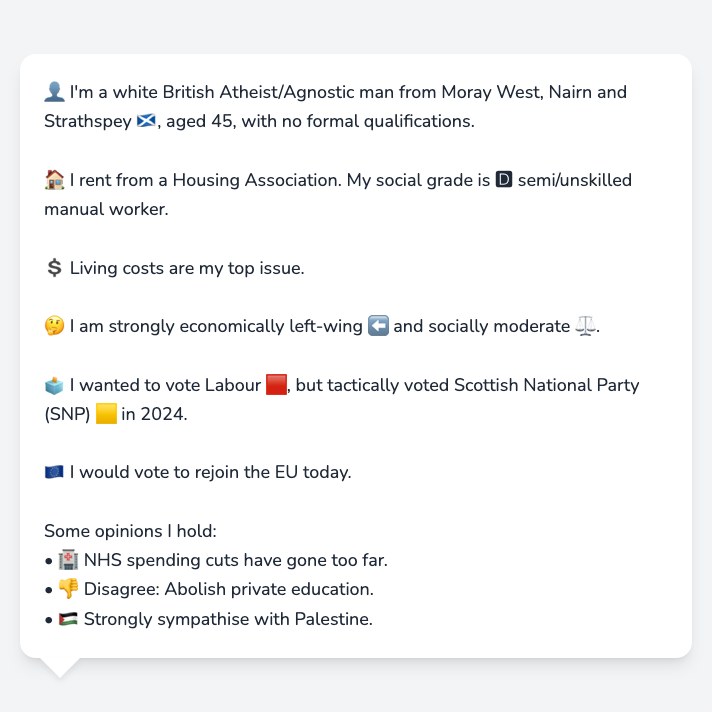 👤 I'm a white British Atheist/Agnostic man from Moray West, Nairn and
Strathspey 🏴󠁧󠁢󠁳󠁣󠁴󠁿, aged 45, with no formal qualifications.
🏠 I rent from a Housing Association. My social grade is 🅳 semi/unskilled
manual worker.
💲 Living costs are my top issue.
🤔 I am strongly economically left-wing ⬅️ and socially moderate ⚖️.
🗳️ I wanted to vote Labour 🟥, but tactically voted Scottish National Party
(SNP) 🟨 in 2024.
🇪🇺 I would vote to rejoin the EU today.
Some opinions I hold:
• 🏥 NHS spending cuts have gone too far.
• 👎 Disagree: Abolish private education.
• 🇵🇸 Strongly sympathise with Palestine.